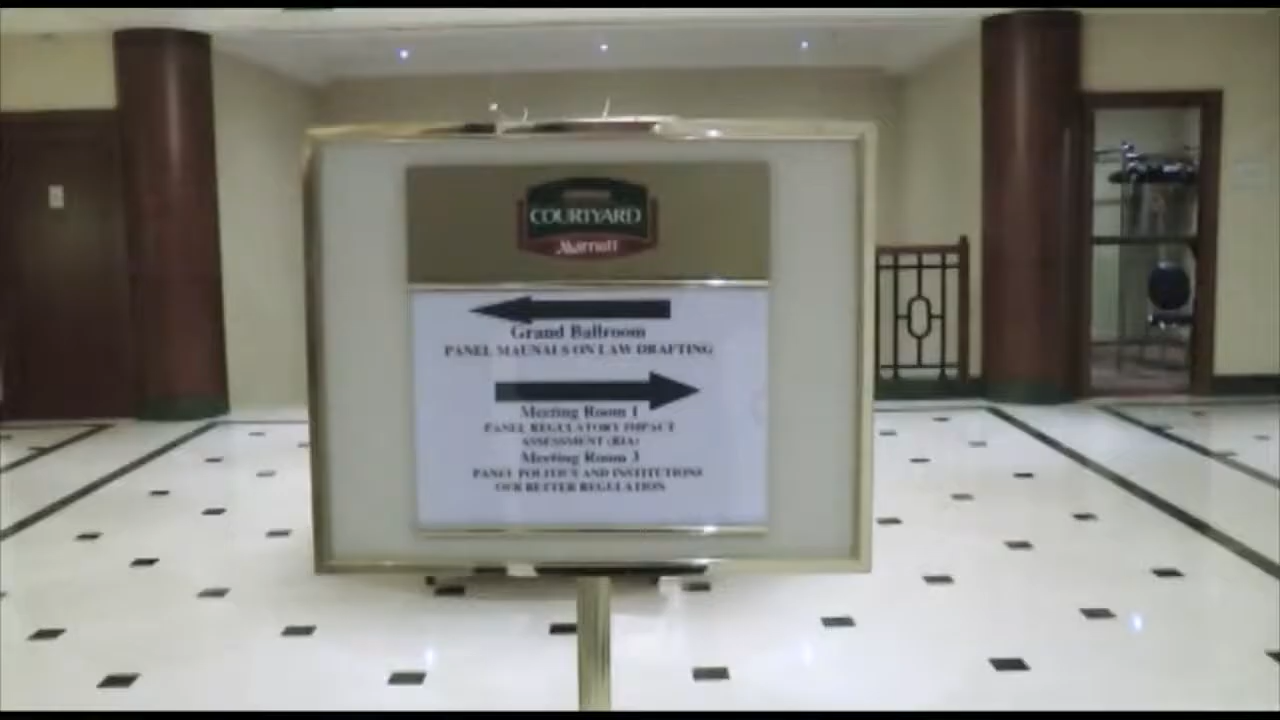 COURTYARD
Marriott
Grand Ballroom
PANEL MAUNALS ON LAW DRAFTING
Meeting Room 1
PANEL REGULATORY IMPACT
ASSESSMENT (RIA)
Meeting Room 3
PANEL POLITICS AND INSTITUTIONS
OUR BETTER REGULATION